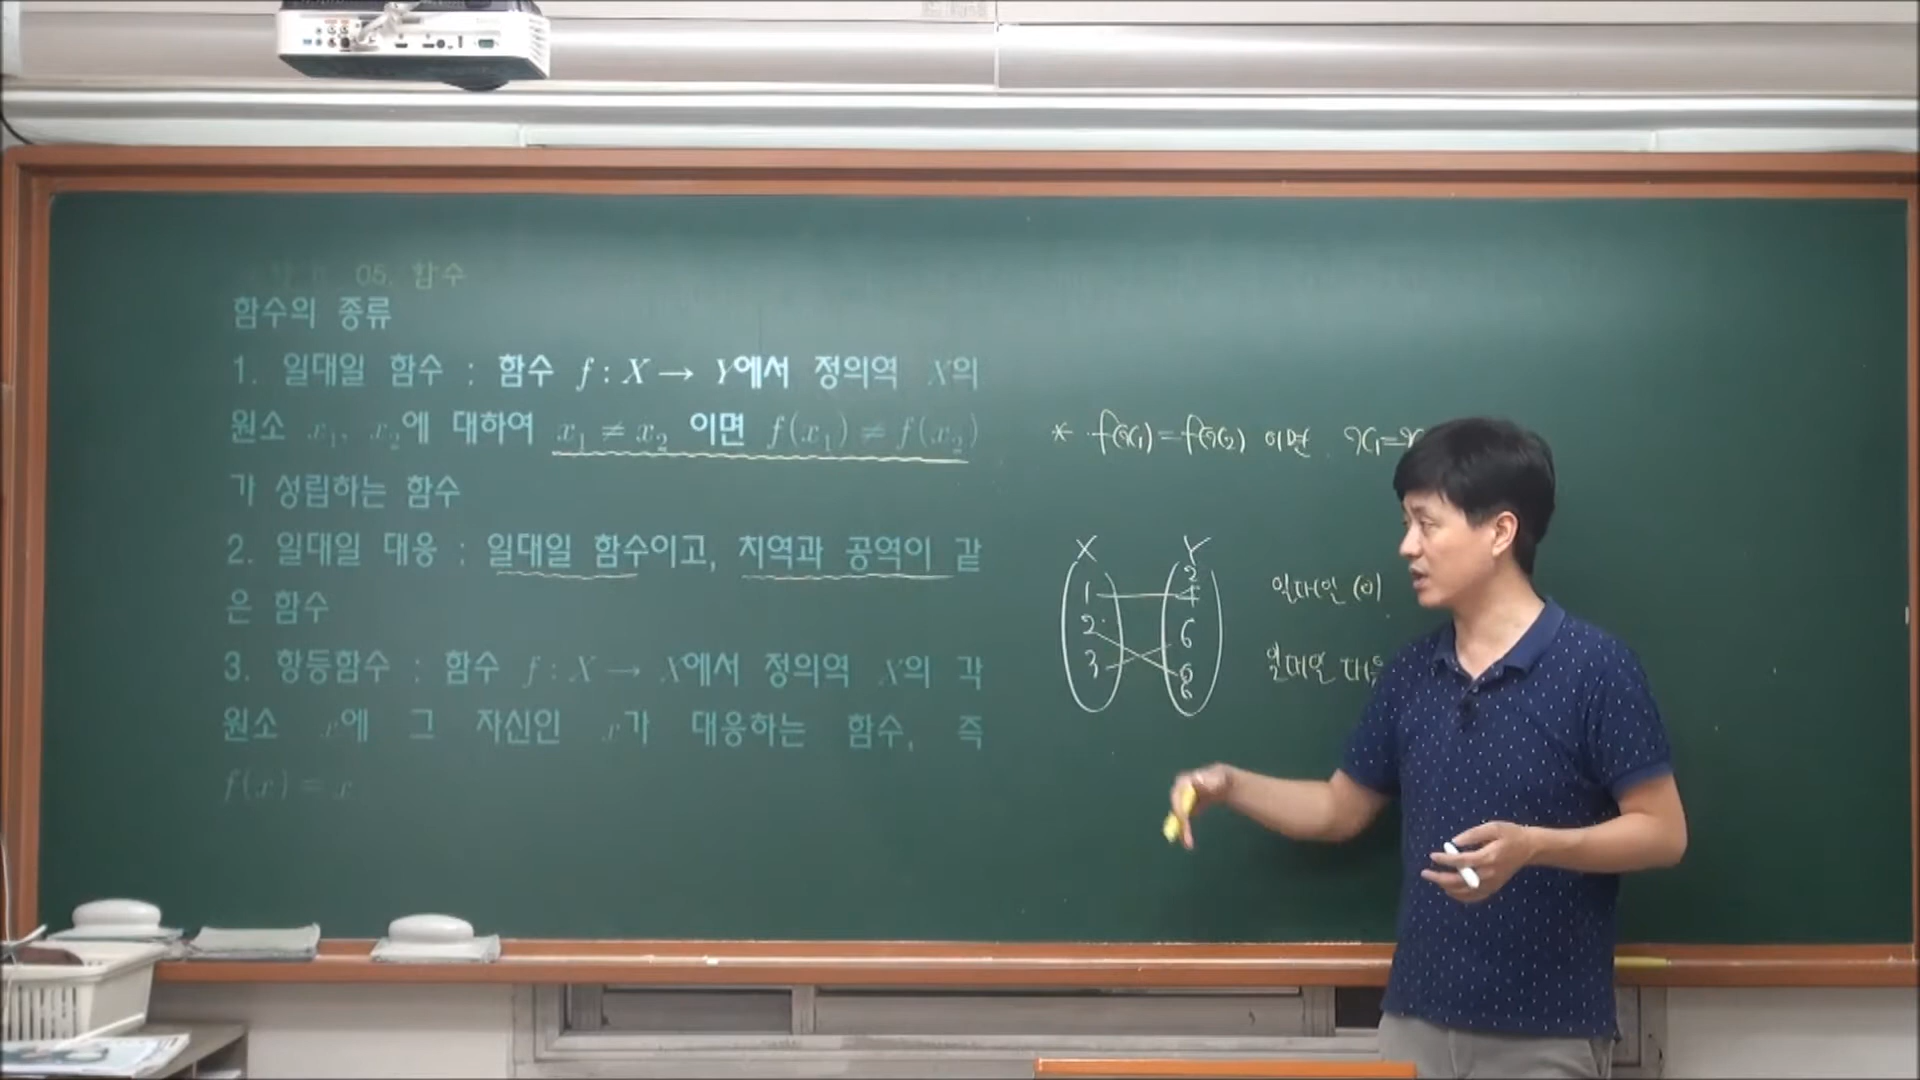 05. 함수
함수의 종류
1. 일대일 함수 : 함수 f : X → Y에서 정의역 X의
원소 x₁, x₂에 대하여 x₁ ≠ x₂ 이면 f(x₁) ≠ f(x₂)
가 성립하는 함수
2. 일대일 대응 : 일대일 함수이고, 치역과 공역이 같
은 함수
3. 항등함수 : 함수 f : X → X에서 정의역 X의 각
원소 x에 그 자신인 x가 대응하는 함수, 즉
f(x) = x
* f(x₁)=f(x₂) 이면 x₁=
X Y
2
1 4
2 6
3 8
일대일 (o)
일대일 대응